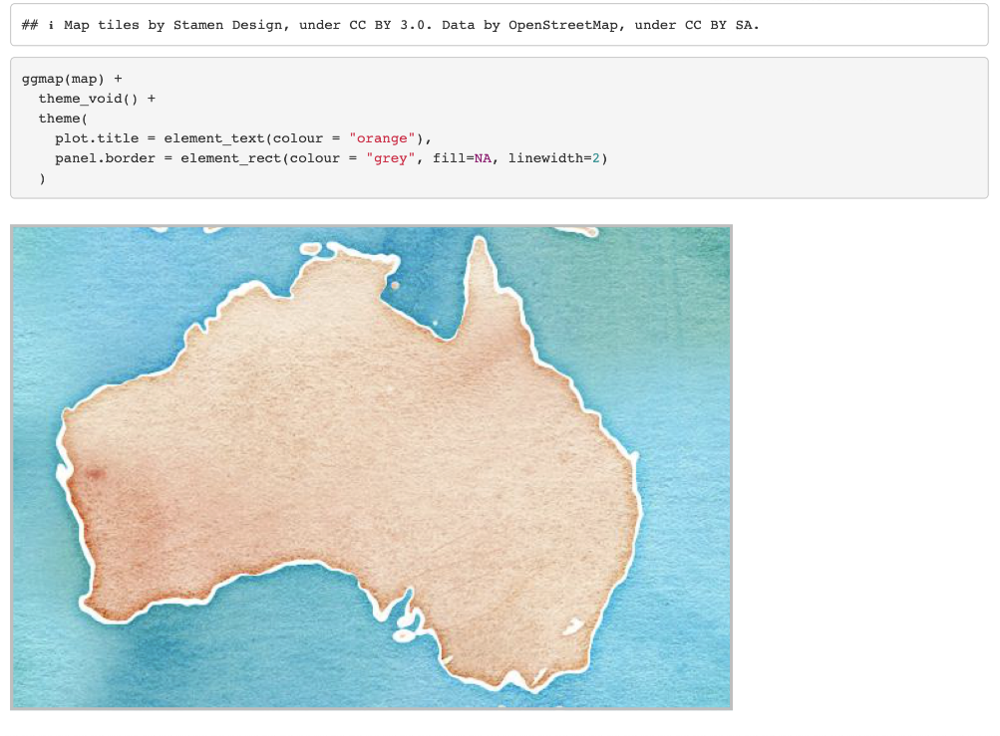 ## ℹ Map tiles by Stamen Design, under CC BY 3.0. Data by OpenStreetMap, under CC BY SA.
ggmap(map) +
  theme_void() +
  theme(
    plot.title = element_text(colour = "orange"),
    panel.border = element_rect(colour = "grey", fill=NA, linewidth=2)
  )